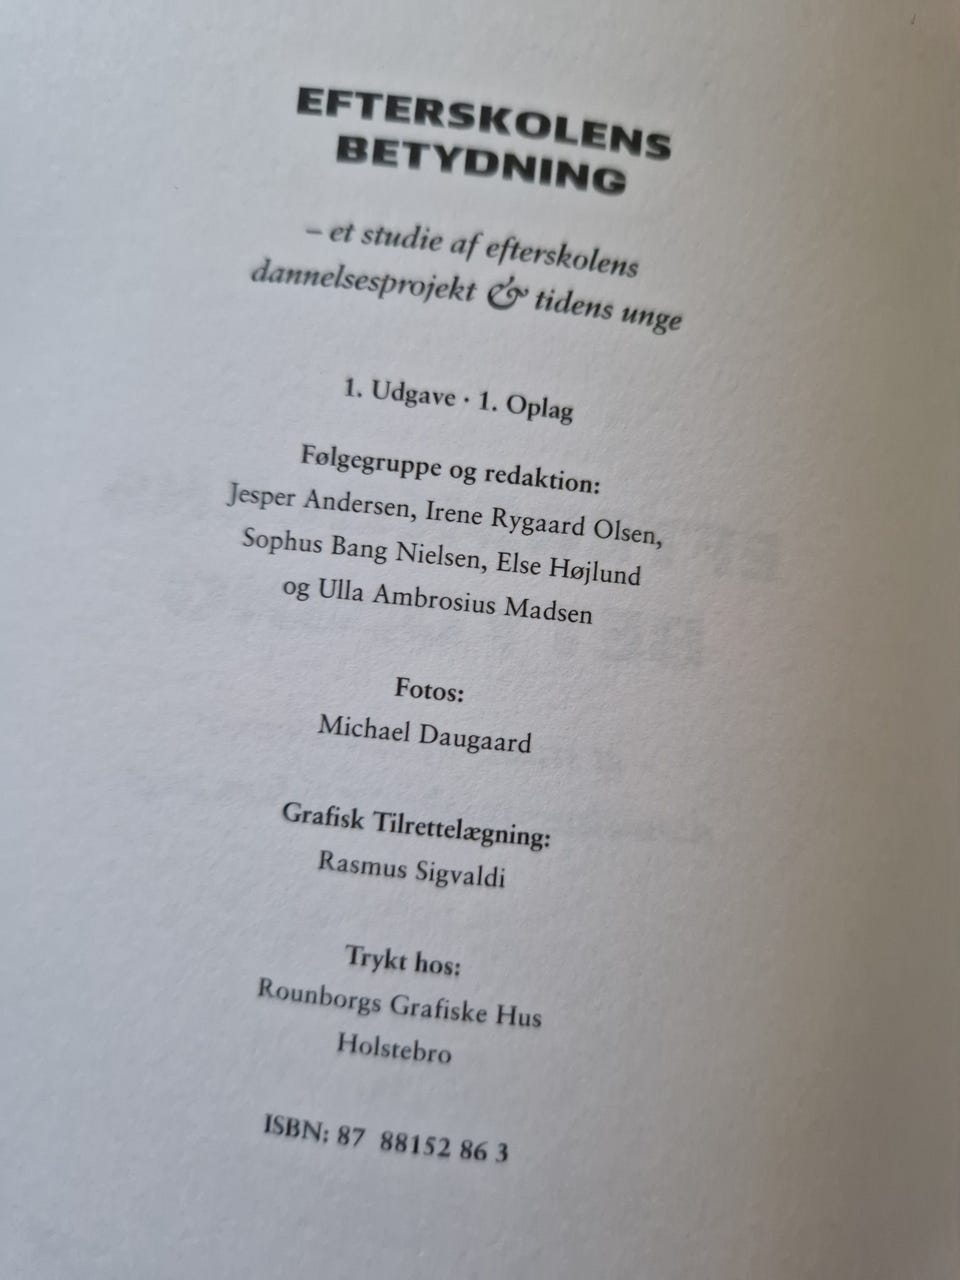 EFTERSKOLENS
BETYDNING
– et studie af efterskolens
dannelsesprojekt & tidens unge
1. Udgave · 1. Oplag
Følgegruppe og redaktion:
Jesper Andersen, Irene Rygaard Olsen,
Sophus Bang Nielsen, Else Højlund
og Ulla Ambrosius Madsen
Fotos:
Michael Daugaard
Grafisk Tilrettelægning:
Rasmus Sigvaldi
Trykt hos:
Rounborgs Grafiske Hus
Holstebro
ISBN: 87 88152 86 3